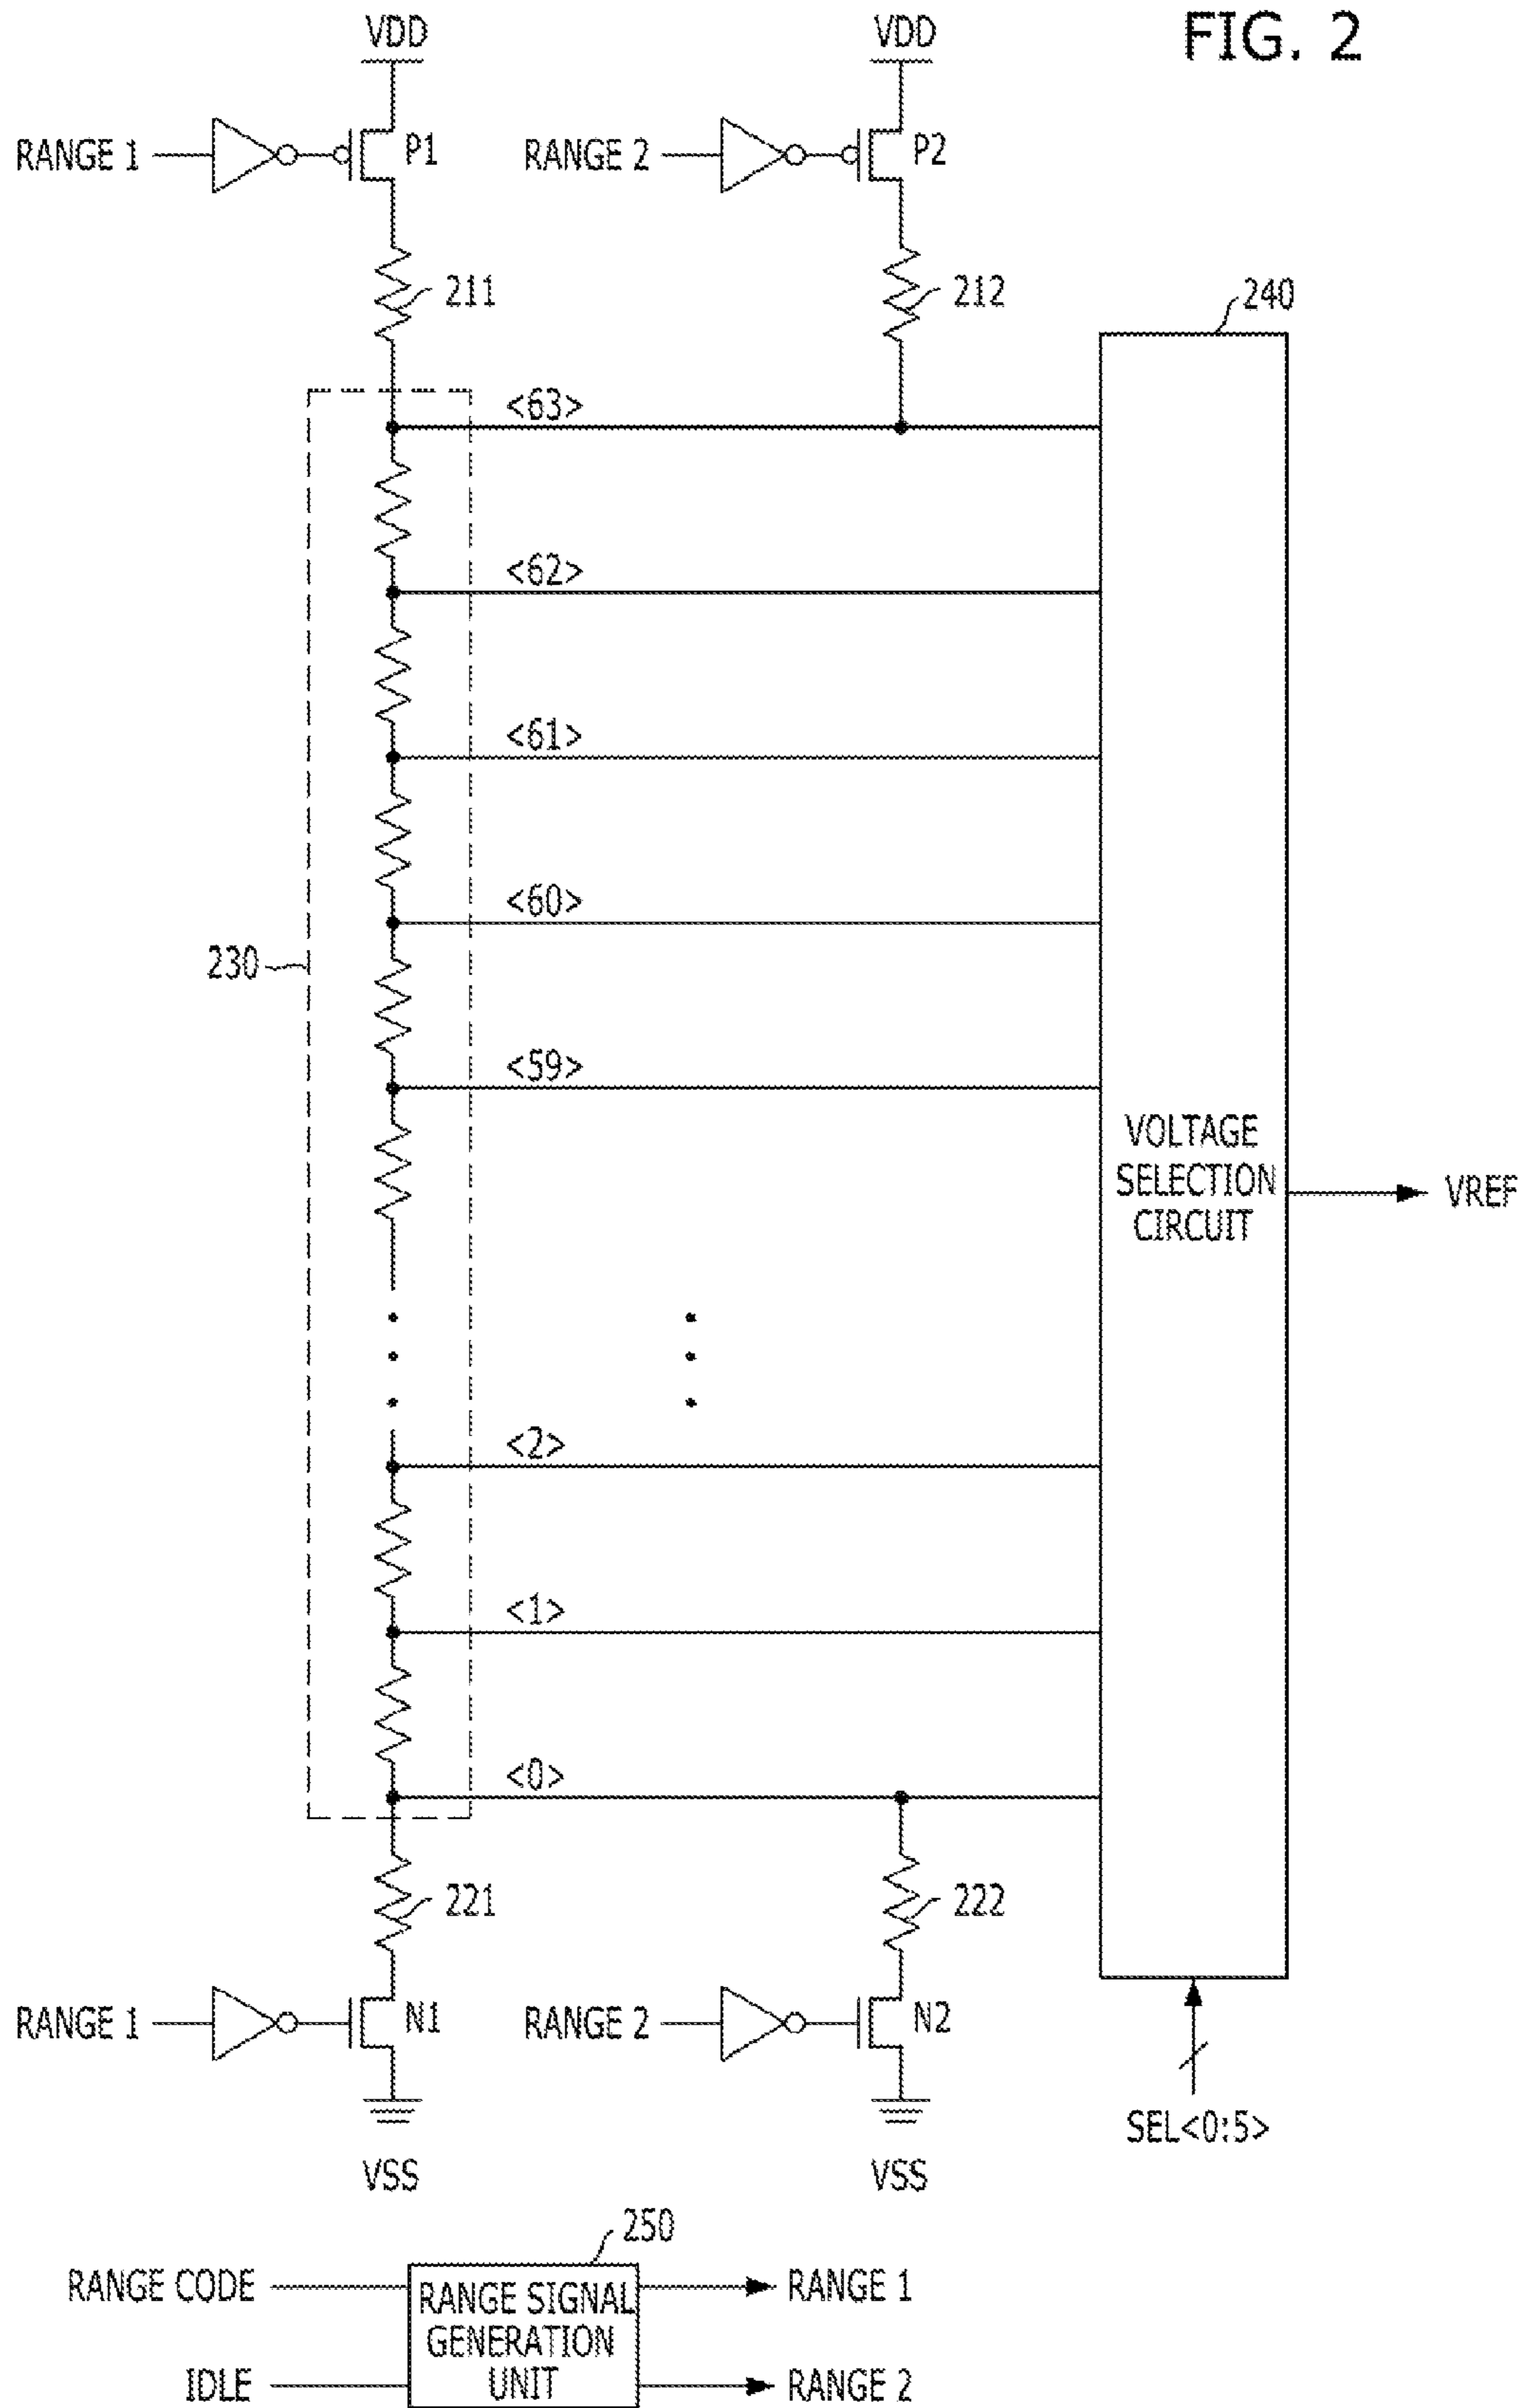 FIG. 2
VDD
VDD
RANGE 1
P1
RANGE 2
P2
211
212
240
<63>
<62>
<61>
<60>
230
<59>
VOLTAGE
SELECTION
CIRCUIT
VREF
<2>
<1>
<0>
221
222
RANGE 1
N1
RANGE 2
N2
SEL<0:5>
VSS
VSS
250
RANGE CODE
RANGE SIGNAL
GENERATION
UNIT
RANGE 1
IDLE
RANGE 2